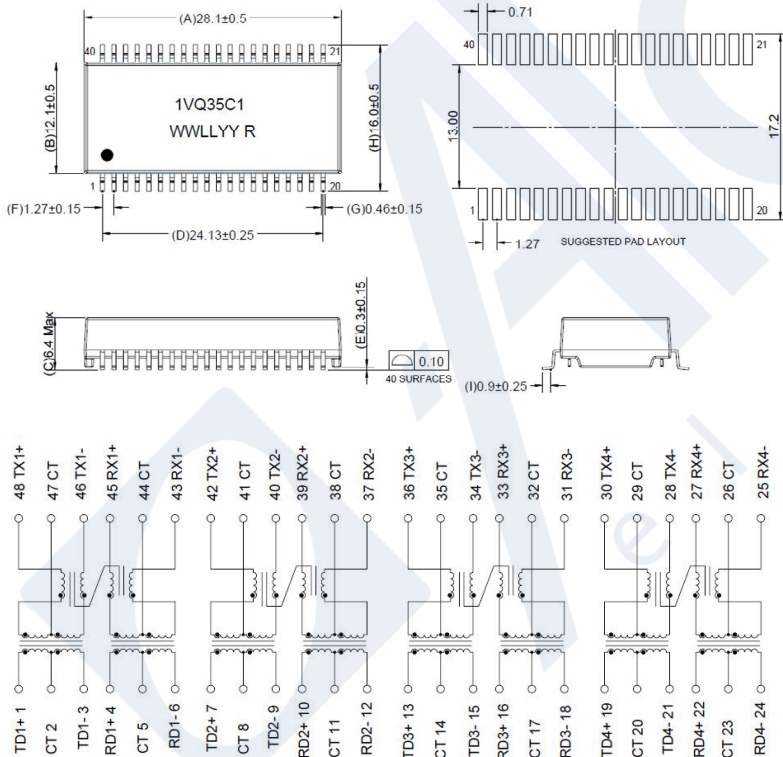 (A)28.1±0.5
0.71
40
21
40
21
(B)12.1±0.5
1VQ35C1
WWLLYY R
(H)16.0±0.5
13.00
17.2
1
20
1
20
(F)1.27±0.15
(G)0.46±0.15
(D)24.13±0.25
1.27
SUGGESTED PAD LAYOUT
(C)6.4 Max
(E)0.3±0.15
0.10
40 SURFACES
(I)0.9±0.25
48 TX1+
47 CT
46 TX1-
45 RX1+
44 CT
43 RX1-
42 TX2+
41 CT
40 TX2-
39 RX2+
38 CT
37 RX2-
36 TX3+
35 CT
34 TX3-
33 RX3+
32 CT
31 RX3-
30 TX4+
29 CT
28 TX4-
27 RX4+
26 CT
25 RX4-
TD1+ 1
CT 2
TD1- 3
RD1+ 4
CT 5
RD1- 6
TD2+ 7
CT 8
TD2- 9
RD2+ 10
CT 11
RD2- 12
TD3+ 13
CT 14
TD3- 15
RD3+ 16
CT 17
RD3- 18
TD4+ 19
CT 20
TD4- 21
RD4+ 22
CT 23
RD4- 24